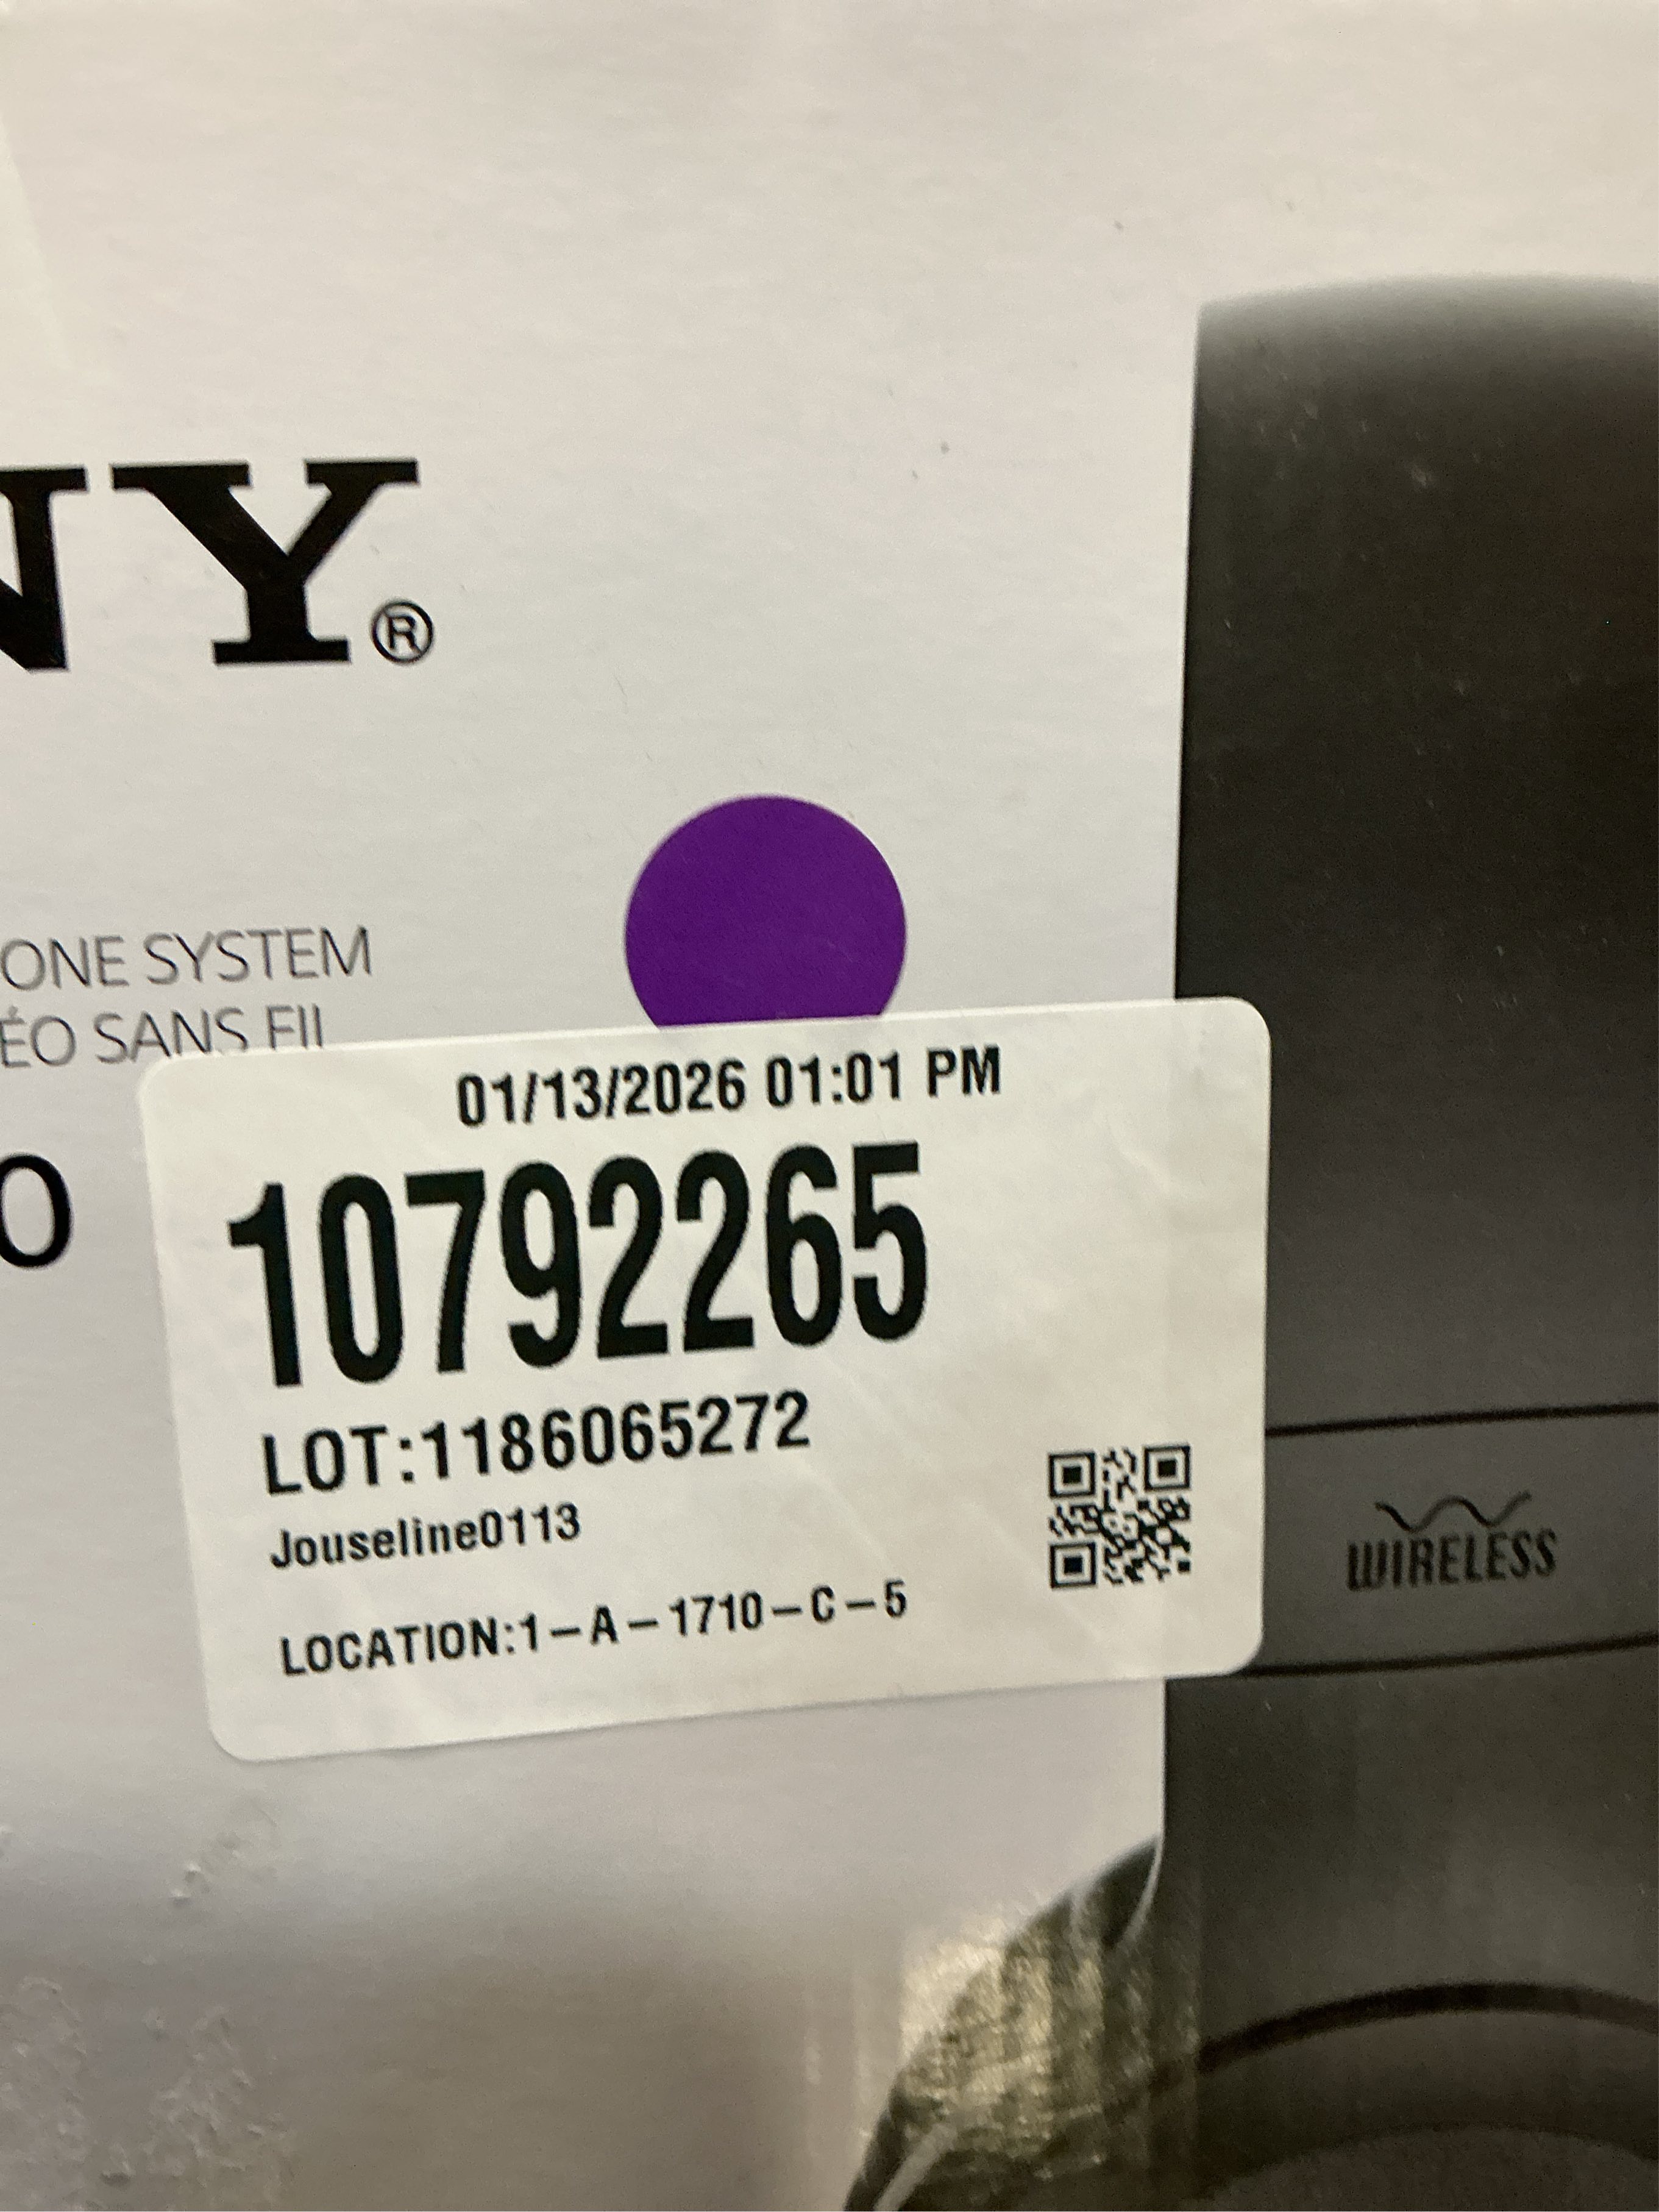 NY®
ONE SYSTEM
ÉO SANS FIL
O
01/13/2026 01:01 PM
10792265
LOT:1186065272
Jouseline0113
LOCATION:1-A-1710-C-5
WIRELESS